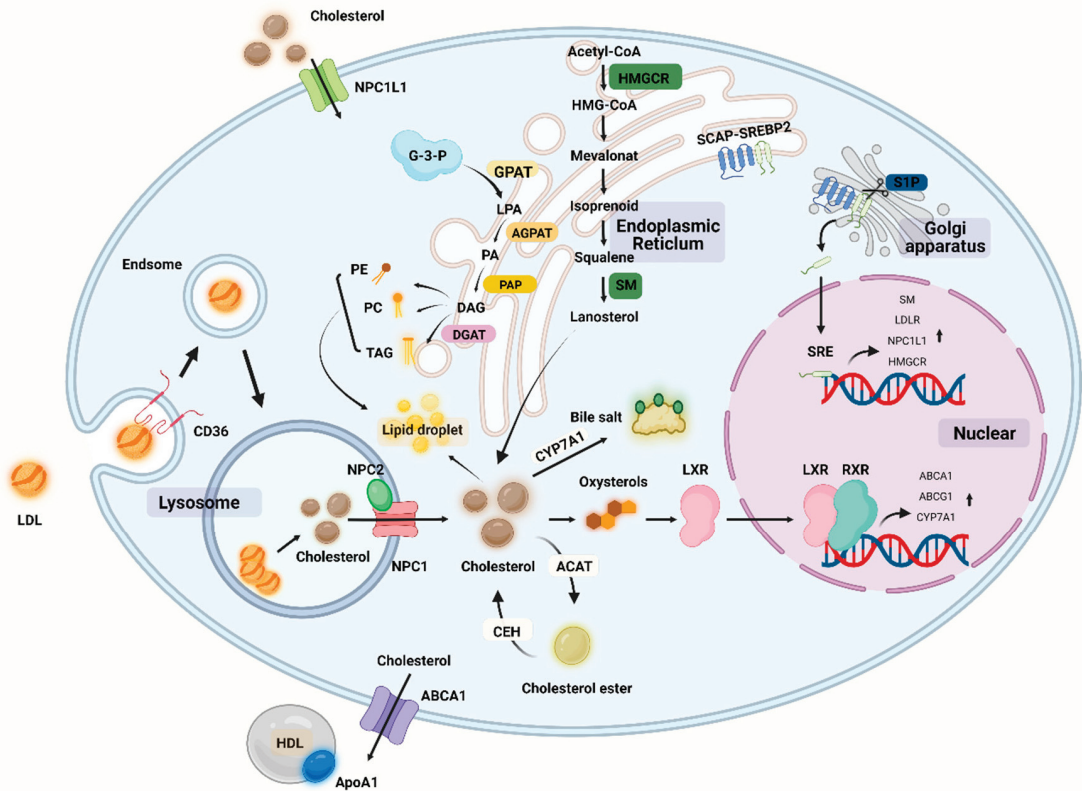 Cholesterol
NPC1L1
Acetyl-CoA
HMGCR
HMG-CoA
Mevalonat
Isoprenoid
Endoplasmic
Reticlum
Squalene
SM
Lanosterol
SCAP-SREBP2
S1P
Golgi
apparatus
G-3-P
GPAT
LPA
AGPAT
PA
PAP
DAG
DGAT
PE
PC
TAG
Lipid droplet
Endsome
CD36
LDL
Lysosome
NPC2
Cholesterol
NPC1
Cholesterol
CYP7A1
Bile salt
Oxysterols
LXR
ACAT
CEH
Cholesterol ester
SRE
SM
LDLR
NPC1L1
HMGCR
Nuclear
LXR
RXR
ABCA1
ABCG1
CYP7A1
Cholesterol
ABCA1
HDL
ApoA1